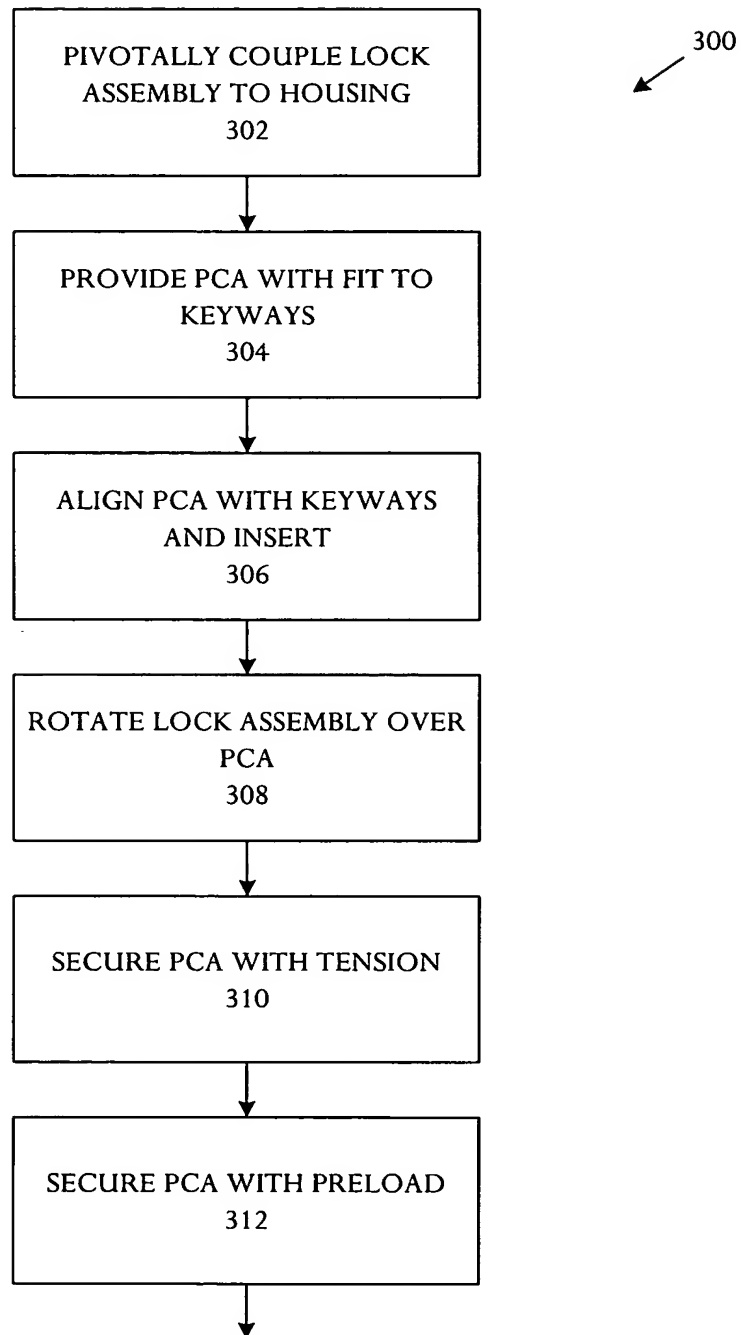 PIVOTALLY COUPLE LOCK
ASSEMBLY TO HOUSING
302
300
PROVIDE PCA WITH FIT TO
KEYWAYS
304
ALIGN PCA WITH KEYWAYS
AND INSERT
306
ROTATE LOCK ASSEMBLY OVER
PCA
308
SECURE PCA WITH TENSION
310
SECURE PCA WITH PRELOAD
312